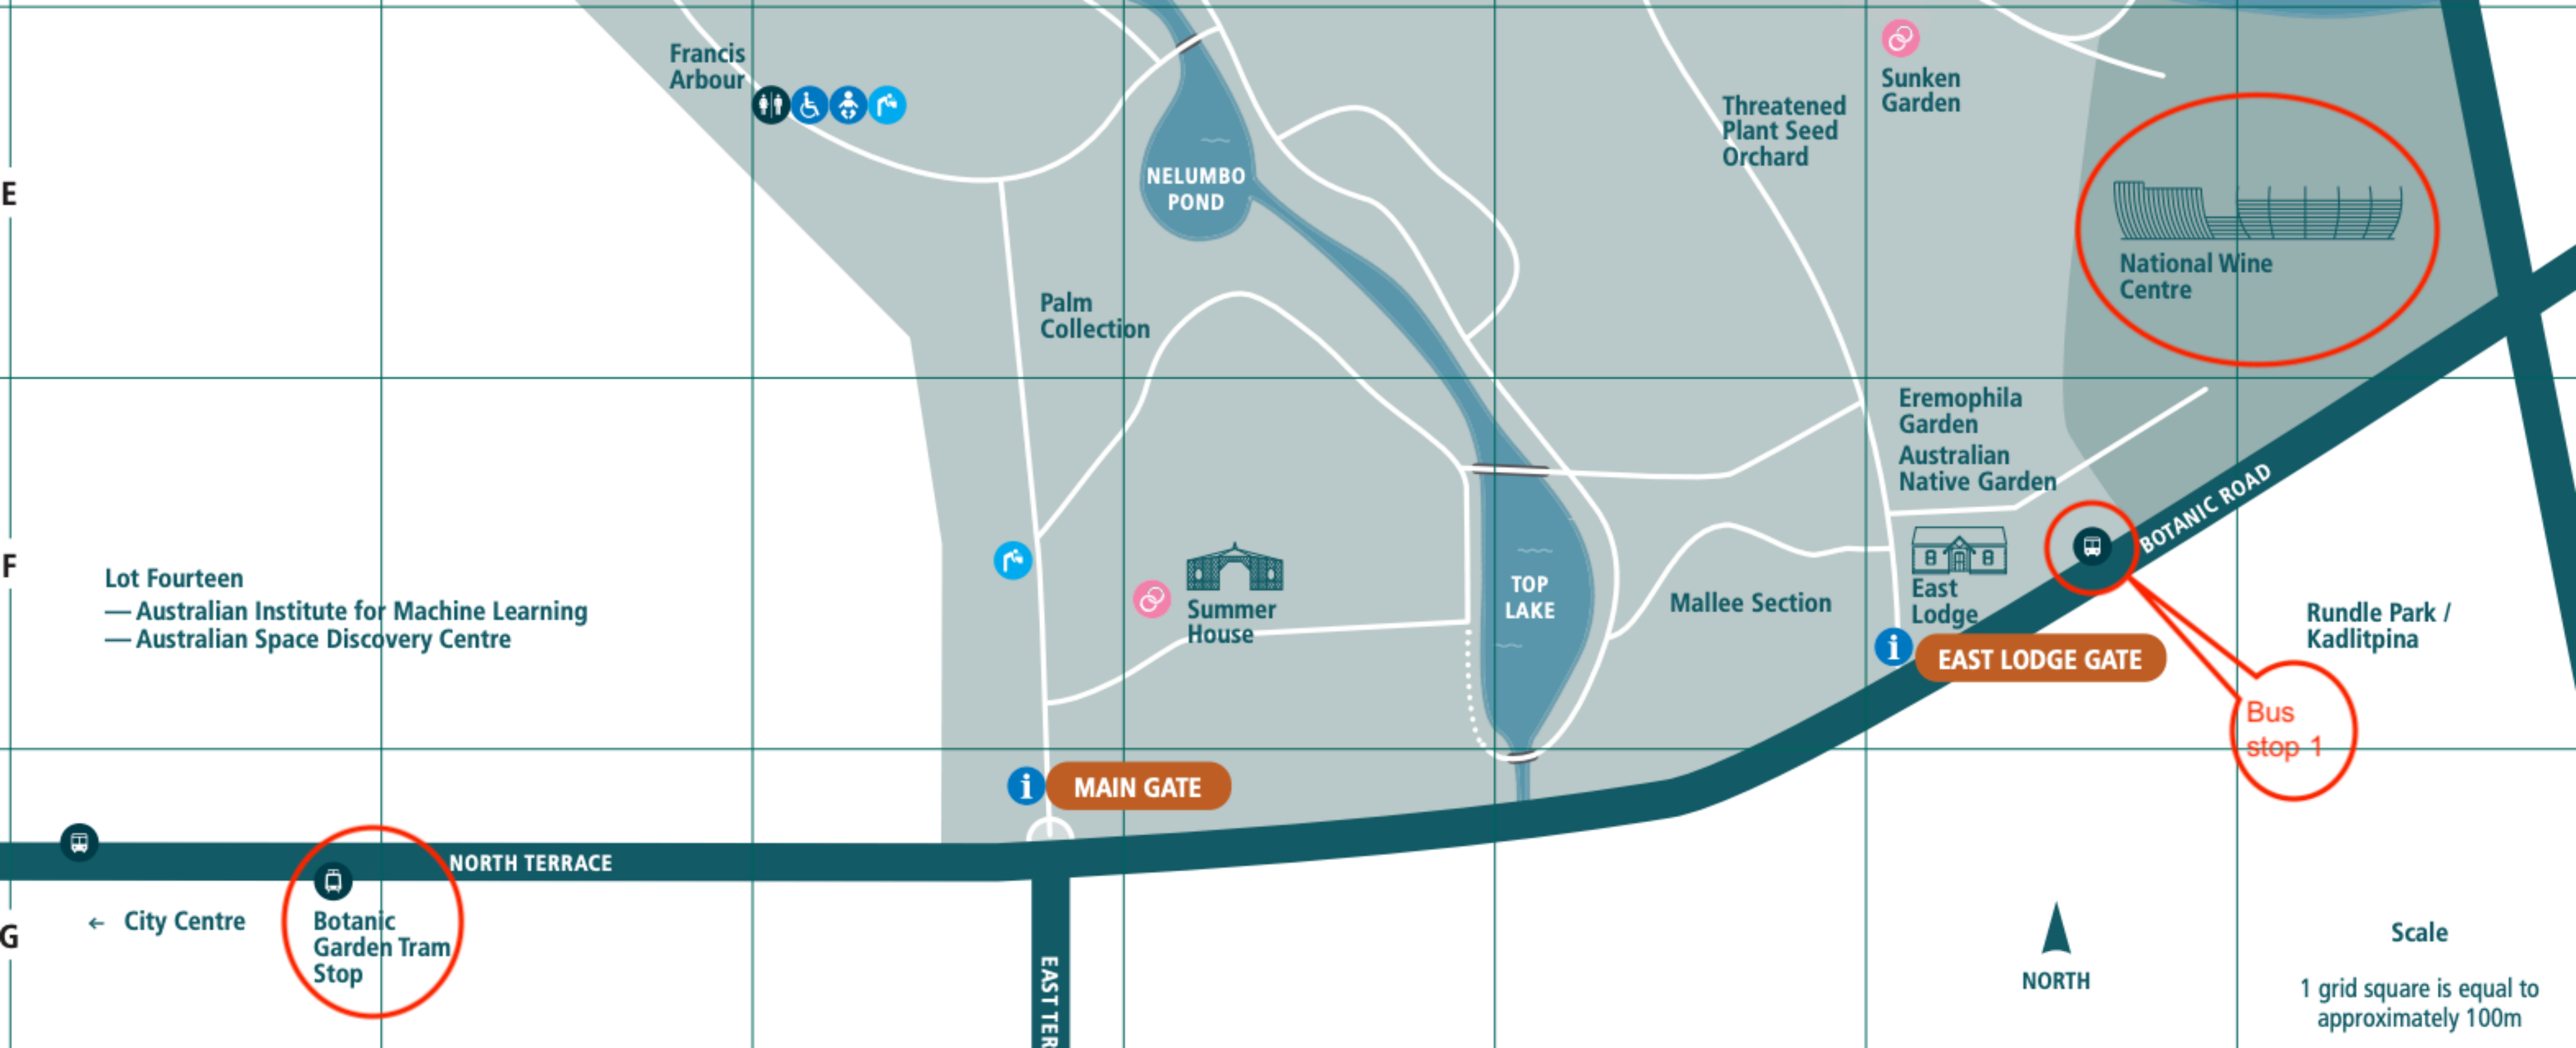 Francis
Arbour
Sunken
Garden
Threatened
Plant Seed
Orchard
E
NELUMBO
POND
National Wine
Centre
Palm
Collection
Eremophila
Garden
Australian
Native Garden
BOTANIC ROAD
F
Lot Fourteen
— Australian Institute for Machine Learning
— Australian Space Discovery Centre
Summer
House
TOP
LAKE
Mallee Section
East
Lodge
Rundle Park /
Kadlitpina
i
EAST LODGE GATE
Bus
stop 1
i
MAIN GATE
NORTH TERRACE
← City Centre
Botanic
Garden Tram
Stop
G
EAST TER
NORTH
Scale
1 grid square is equal to
approximately 100m